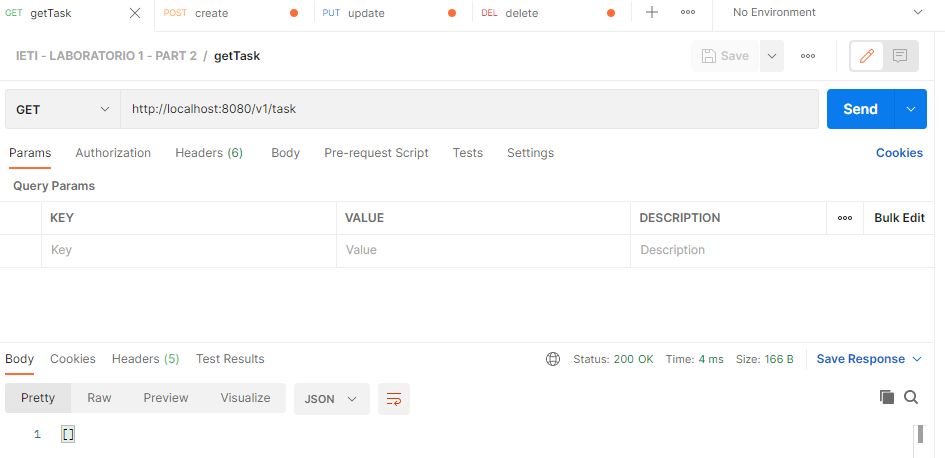 GET getTask POST create PUT update DEL delete No Environment
IETI - LABORATORIO 1 - PART 2 / getTask Save
GET http://localhost:8080/v1/task Send
Params Authorization Headers (6) Body Pre-request Script Tests Settings Cookies
Query Params
KEY VALUE DESCRIPTION Bulk Edit
Key Value Description
Body Cookies Headers (5) Test Results Status: 200 OK Time: 4 ms Size: 166 B Save Response
Pretty Raw Preview Visualize JSON
1 []